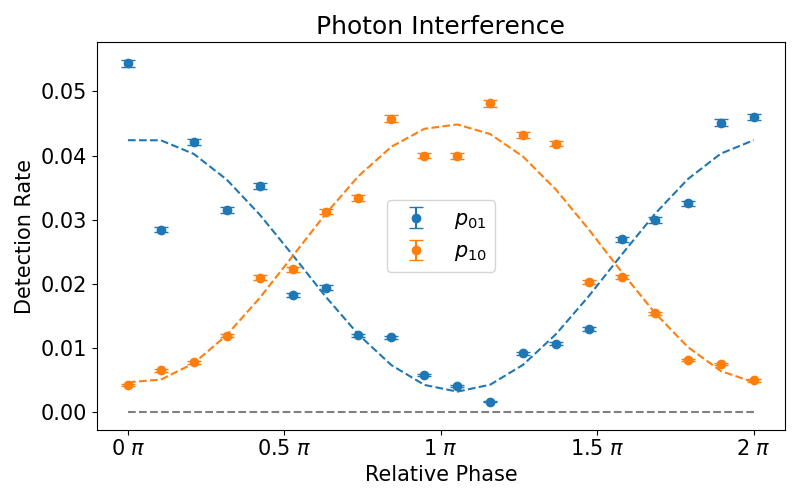 Photon Interference
Detection Rate
0.05
0.04
0.03
0.02
0.01
0.00
p01
p10
0 π
0.5 π
1 π
1.5 π
2 π
Relative Phase